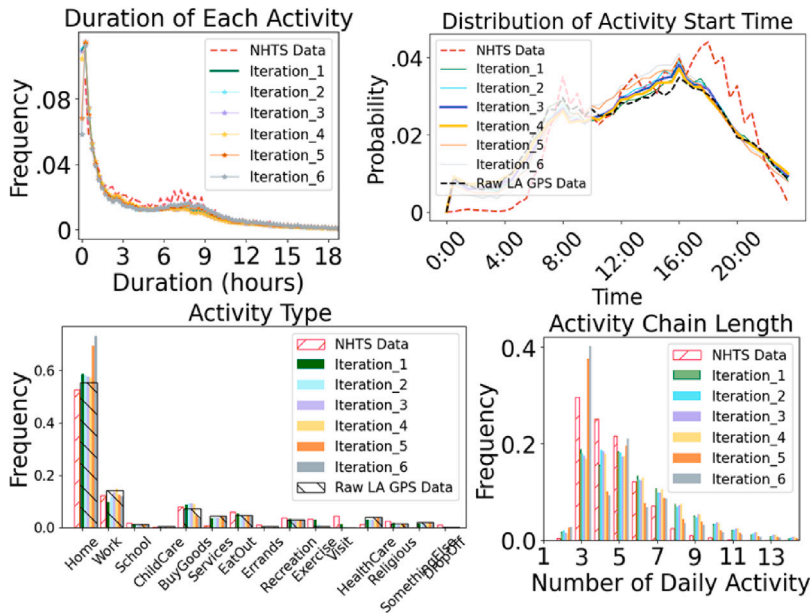 Duration of Each Activity
Frequency
.08
.04
0
NHTS Data
Iteration_1
Iteration_2
Iteration_3
Iteration_4
Iteration_5
Iteration_6
0 3 6 9 12 15 18
Duration (hours)
Distribution of Activity Start Time
Probability
.04
.02
0
NHTS Data
Iteration_1
Iteration_2
Iteration_3
Iteration_4
Iteration_5
Iteration_6
Raw LA GPS Data
0:00 4:00 8:00 12:00 16:00 20:00
Time
Activity Type
Frequency
0.6
0.4
0.2
0.0
NHTS Data
Iteration_1
Iteration_2
Iteration_3
Iteration_4
Iteration_5
Iteration_6
Raw LA GPS Data
Home
Work
School
ChildCare
BuyGoods
Services
EatOut
Errands
Recreation
Exercise
Visit
HealthCare
Religious
SomethingElse
DropOff
Activity Chain Length
Frequency
0.4
0.2
0.0
NHTS Data
Iteration_1
Iteration_2
Iteration_3
Iteration_4
Iteration_5
Iteration_6
1 3 5 7 9 11 13
Number of Daily Activity